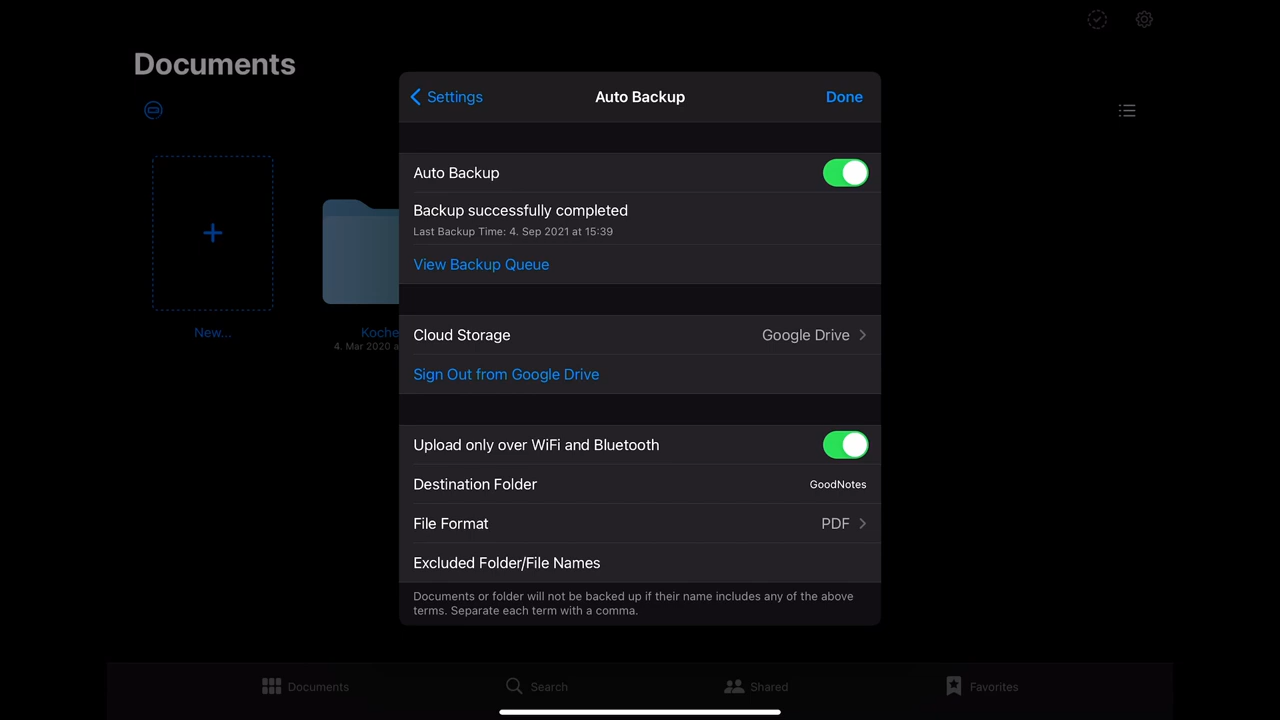 Documents
Settings
Auto Backup
Done
Auto Backup
Backup successfully completed
Last Backup Time: 4. Sep 2021 at 15:39
View Backup Queue
New...
Koche
4. Mar 2020 a
Cloud Storage
Google Drive
Sign Out from Google Drive
Upload only over WiFi and Bluetooth
Destination Folder
GoodNotes
File Format
PDF
Excluded Folder/File Names
Documents or folder will not be backed up if their name includes any of the above
terms. Separate each term with a comma.
Documents
Search
Shared
Favorites